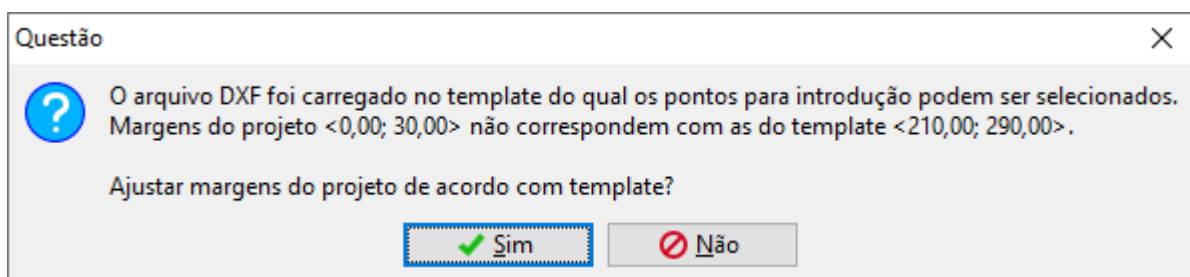 Questão
O arquivo DXF foi carregado no template do qual os pontos para introdução podem ser selecionados.
Margens do projeto <0,00; 30,00> não correspondem com as do template <210,00; 290,00>.
Ajustar margens do projeto de acordo com template?
Sim Não